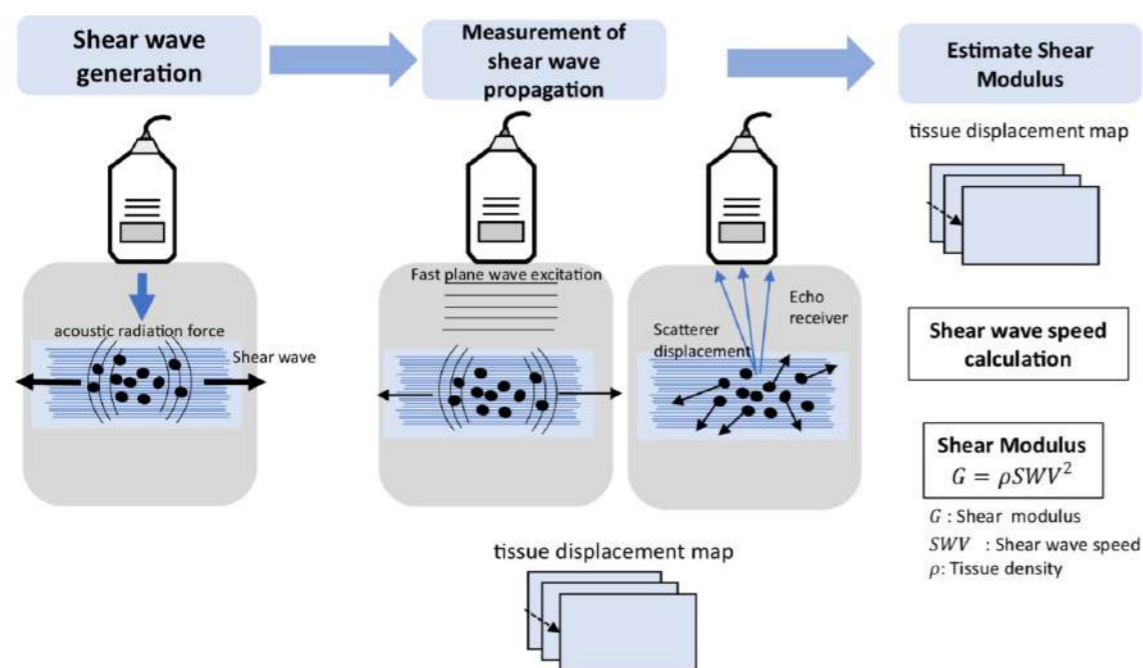 Shear wave
generation
Measurement of
shear wave
propagation
Estimate Shear
Modulus
tissue displacement map
Fast plane wave excitation
acoustic radiation force
Shear wave
Echo
receiver
Scatterer
displacement
Shear wave speed
calculation
Shear Modulus
G = ρSWV²
G : Shear modulus
SWV : Shear wave speed
ρ: Tissue density
tissue displacement map